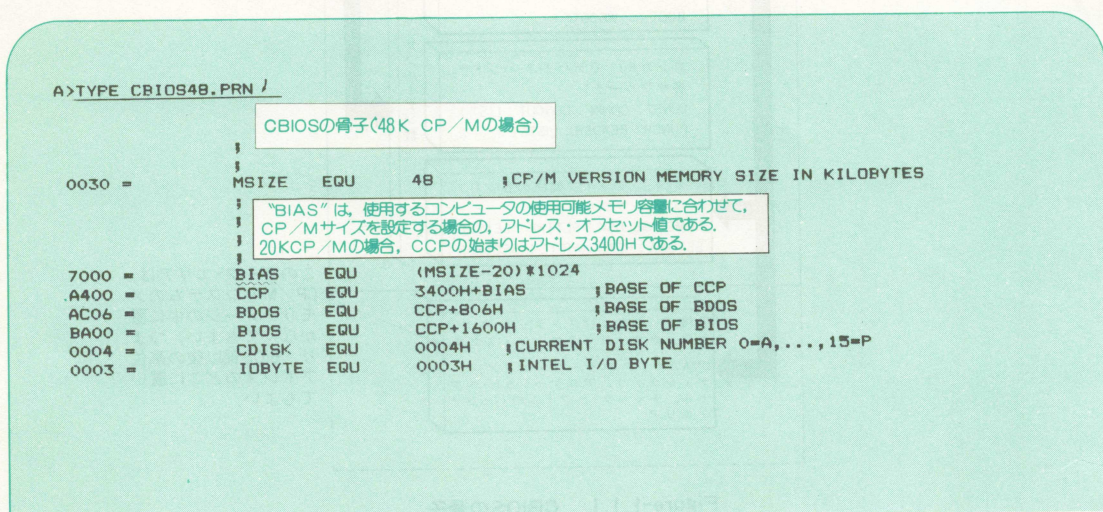 A>TYPE CBIOS48.PRN
CBIOSの骨子(48K CP/Mの場合)
;
;
0030 = MSIZE EQU 48 ;CP/M VERSION MEMORY SIZE IN KILOBYTES
;
"BIAS"は,使用するコンピュータの使用可能メモリ容量に合わせて,
;
CP/Mサイズを設定する場合の,アドレス・オフセット値である.
;
20KCP/Mの場合,CCPの始まりはアドレス3400Hである.
;
7000 = BIAS EQU (MSIZE-20)*1024
A400 = CCP EQU 3400H+BIAS ;BASE OF CCP
AC06 = BDOS EQU CCP+806H ;BASE OF BDOS
BA00 = BIOS EQU CCP+1600H ;BASE OF BIOS
0004 = CDISK EQU 0004H ;CURRENT DISK NUMBER 0=A,...,15=P
0003 = IOBYTE EQU 0003H ;INTEL I/O BYTE